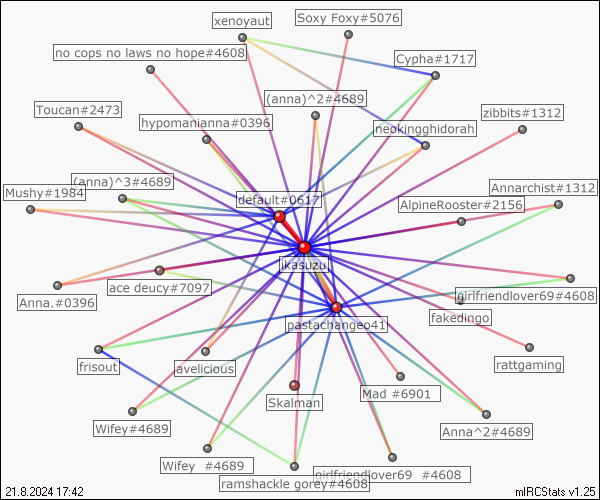 xenoyaut
Soxy Foxy#5076
no cops no laws no hope#4608
Cypha#1717
(anna)^2#4689
Toucan#2473
hypomanianna#0396
neokingghidorah
zibbits#1312
(anna)^3#4689
Mushy#1984
default#0617
Annarchist#1312
AlpineRooster#2156
ikasuzu
ace deucy#7097
Anna.#0396
girlfriendlover69#4608
fakedingo
pastachangeo41
frisout
avelicious
rattgaming
Skalman
Mad #6901
Wifey#4689
Anna^2#4689
Wifey #4689
girlfriendlover69 #4608
ramshackle gorey#4608
21.8.2024 17:42
mIRCStats v1.25